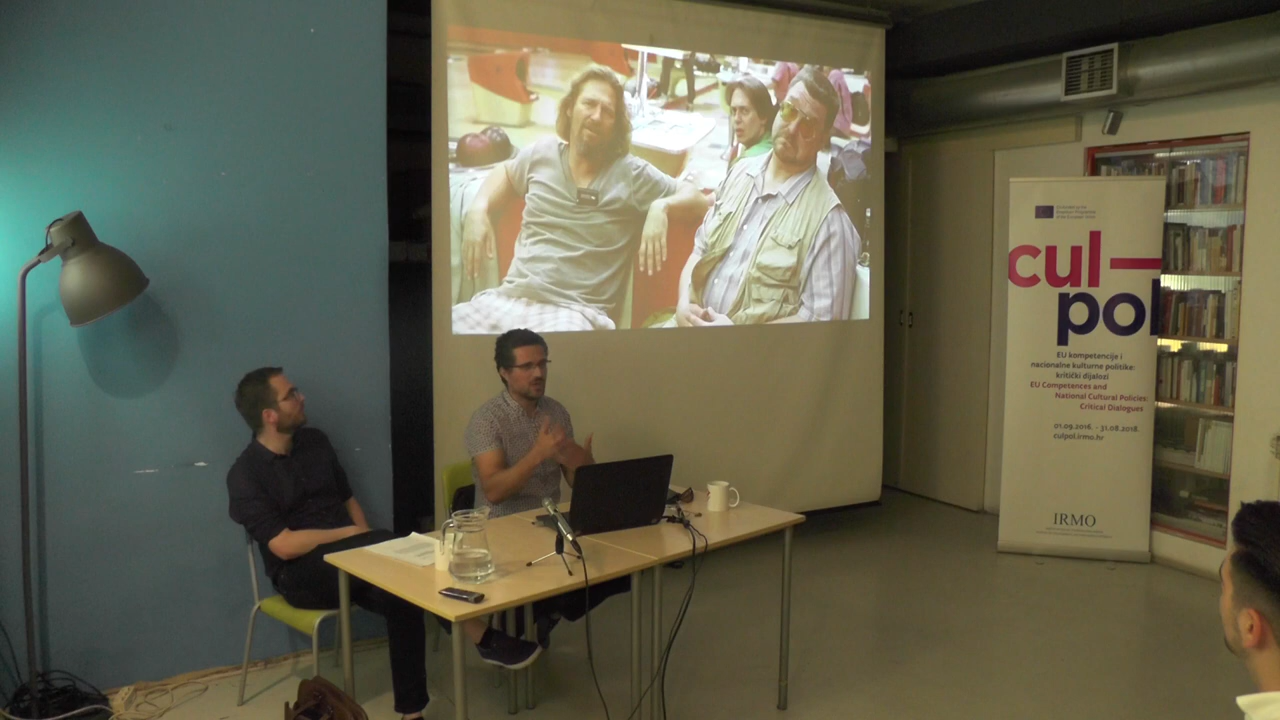 cul—
pol
EU kompetencije i
nacionalne kulturne politike:
kritički dijalozi
EU Competences and
National Cultural Policies:
Critical Dialogues
01.09.2016. - 31.08.2018.
culpol.irmo.hr
IRMO